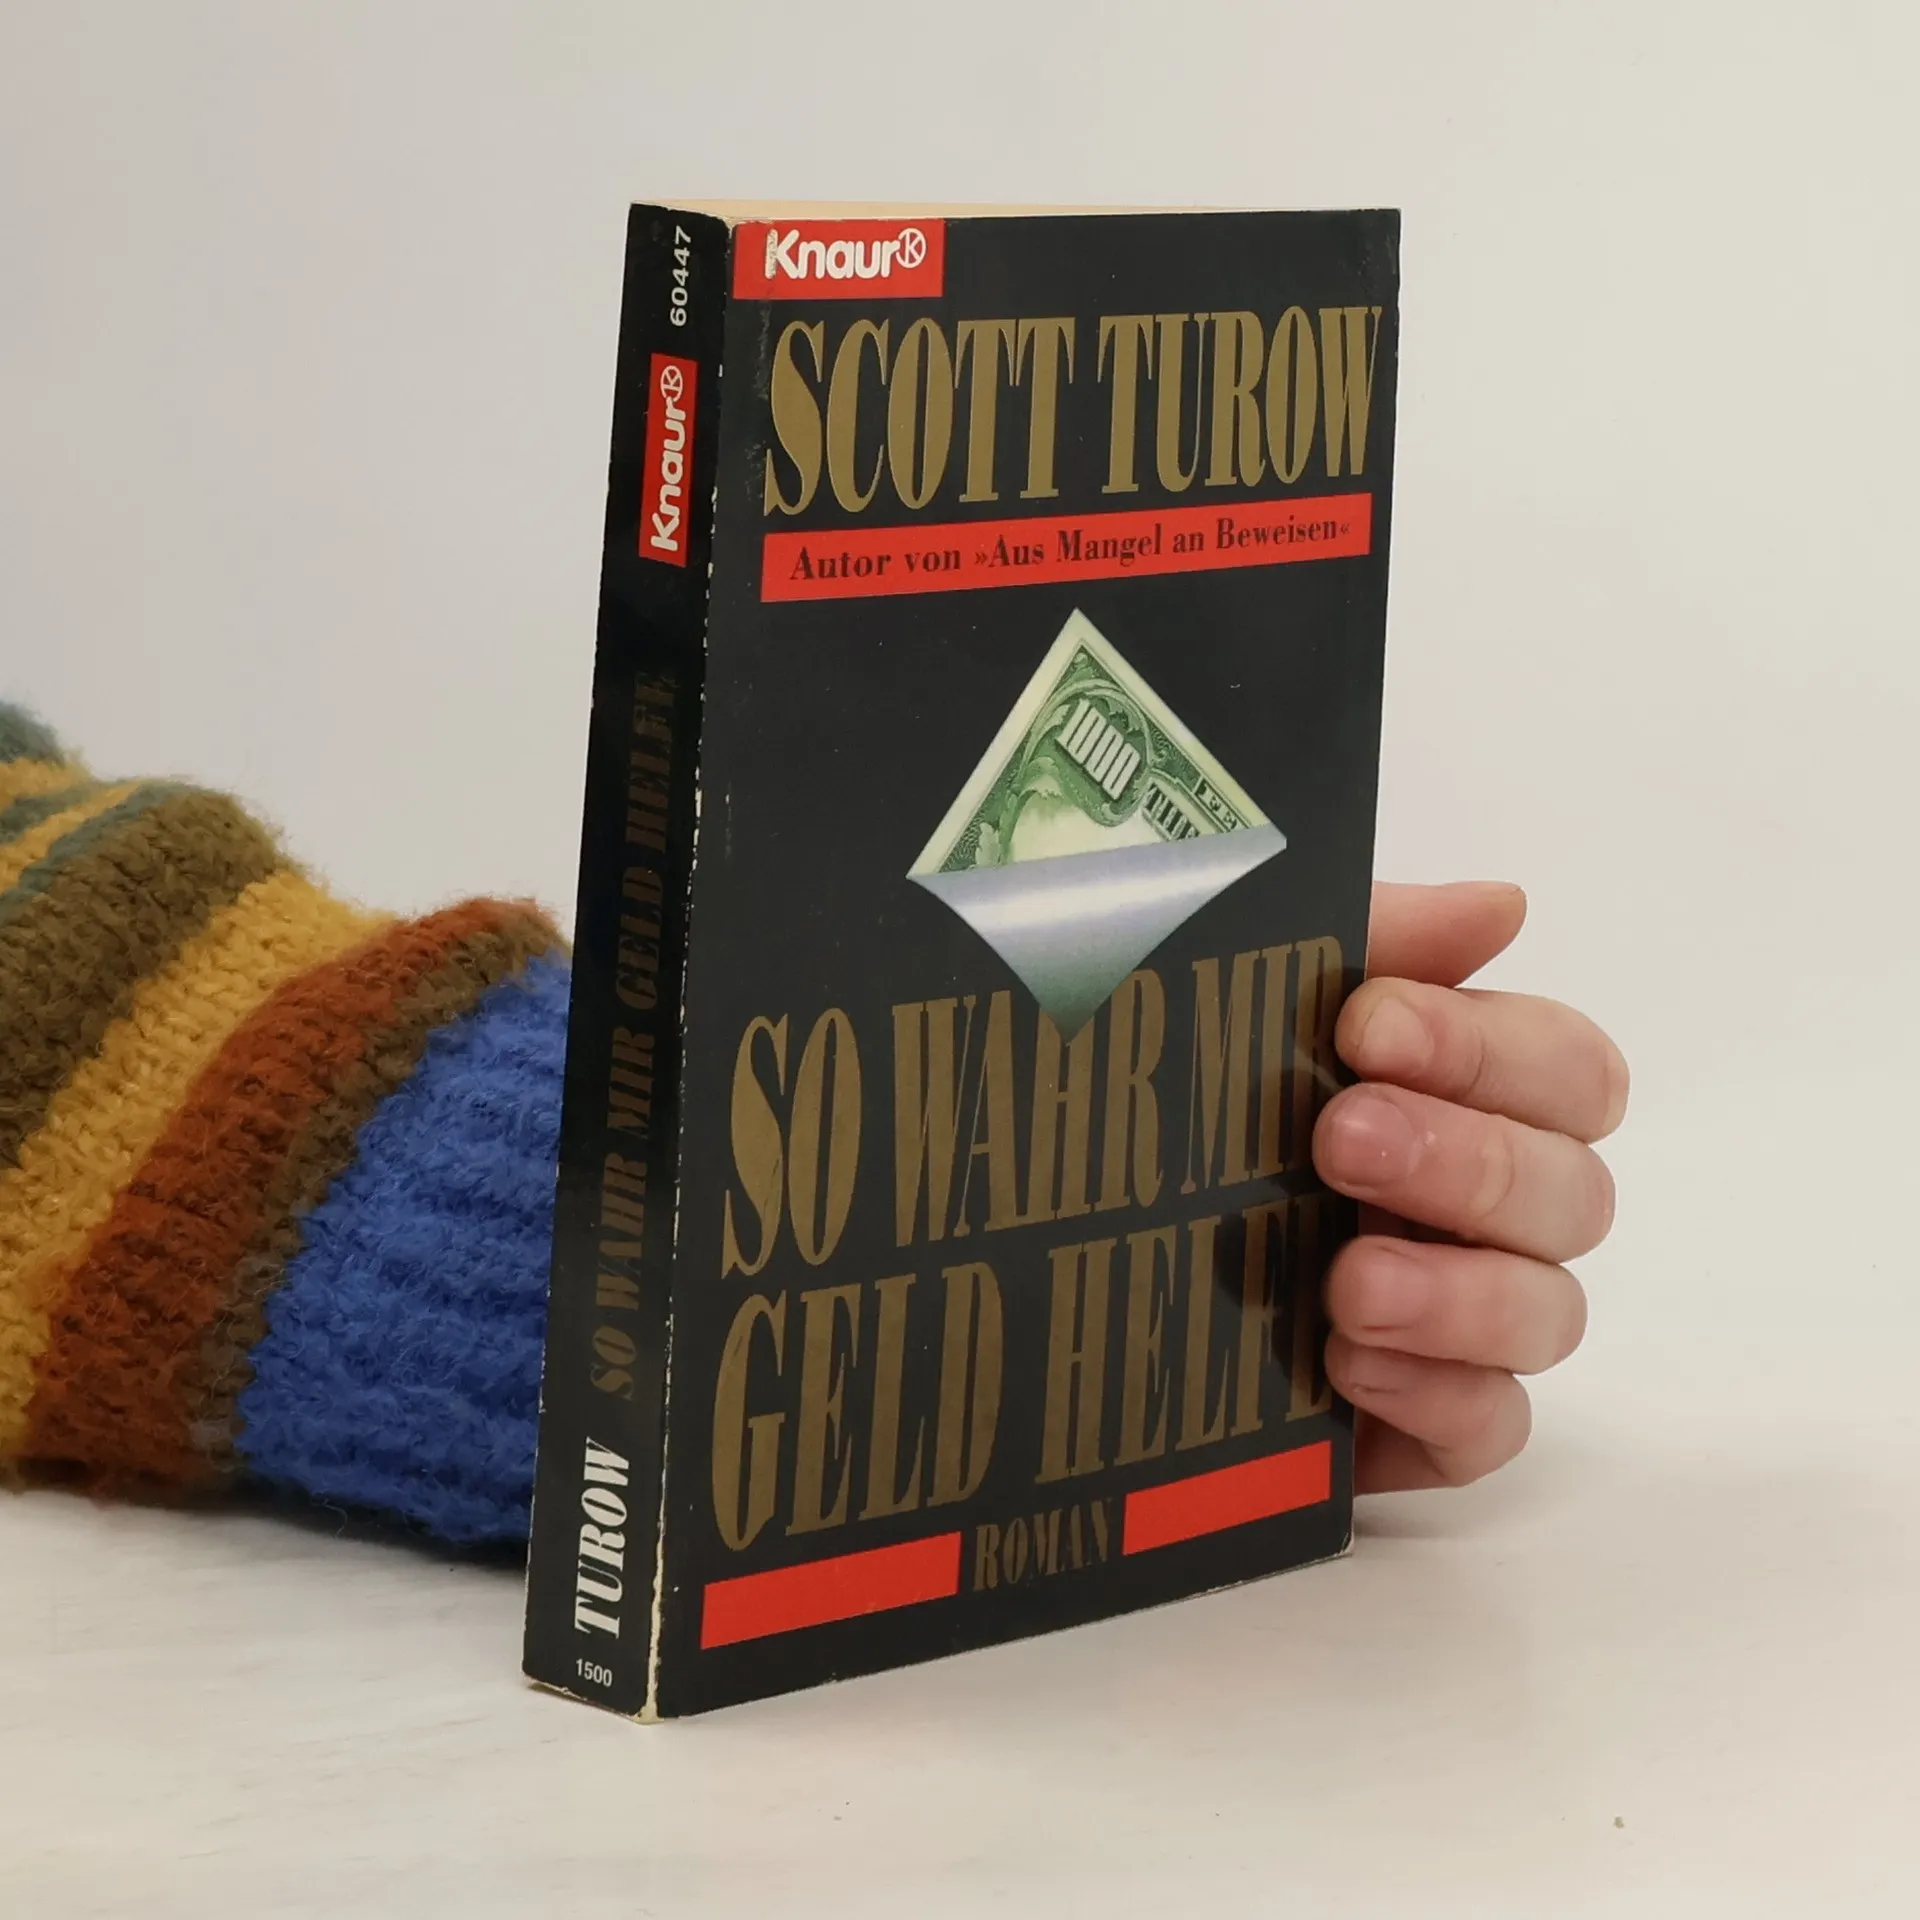 60447
Knaur
SO WAHR MIR GELD HELFE
TUROW
1500
Knaur
SCOTT TUROW
Autor von »Aus Mangel an Beweisen«
1000
SO WAHR MIR
GELD HELFE
ROMAN